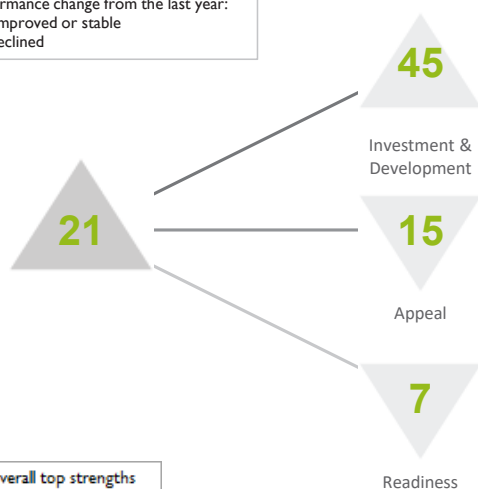 rmance change from the last year:
mproved or stable
eclined
45
Investment &
Development
21
15
Appeal
7
verall top strengths
Readiness